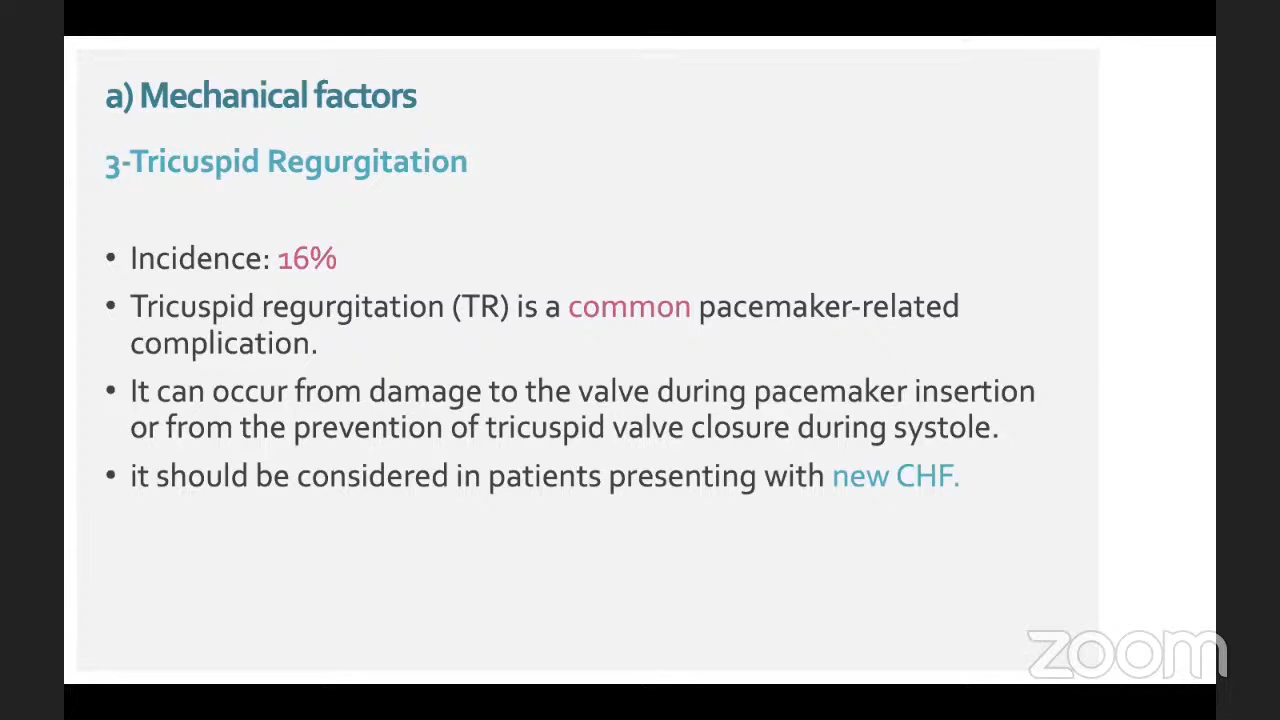 a) Mechanical factors
3-Tricuspid Regurgitation
• Incidence: 16%
• Tricuspid regurgitation (TR) is a common pacemaker-related
complication.
• It can occur from damage to the valve during pacemaker insertion
or from the prevention of tricuspid valve closure during systole.
• it should be considered in patients presenting with new CHF.
zoom